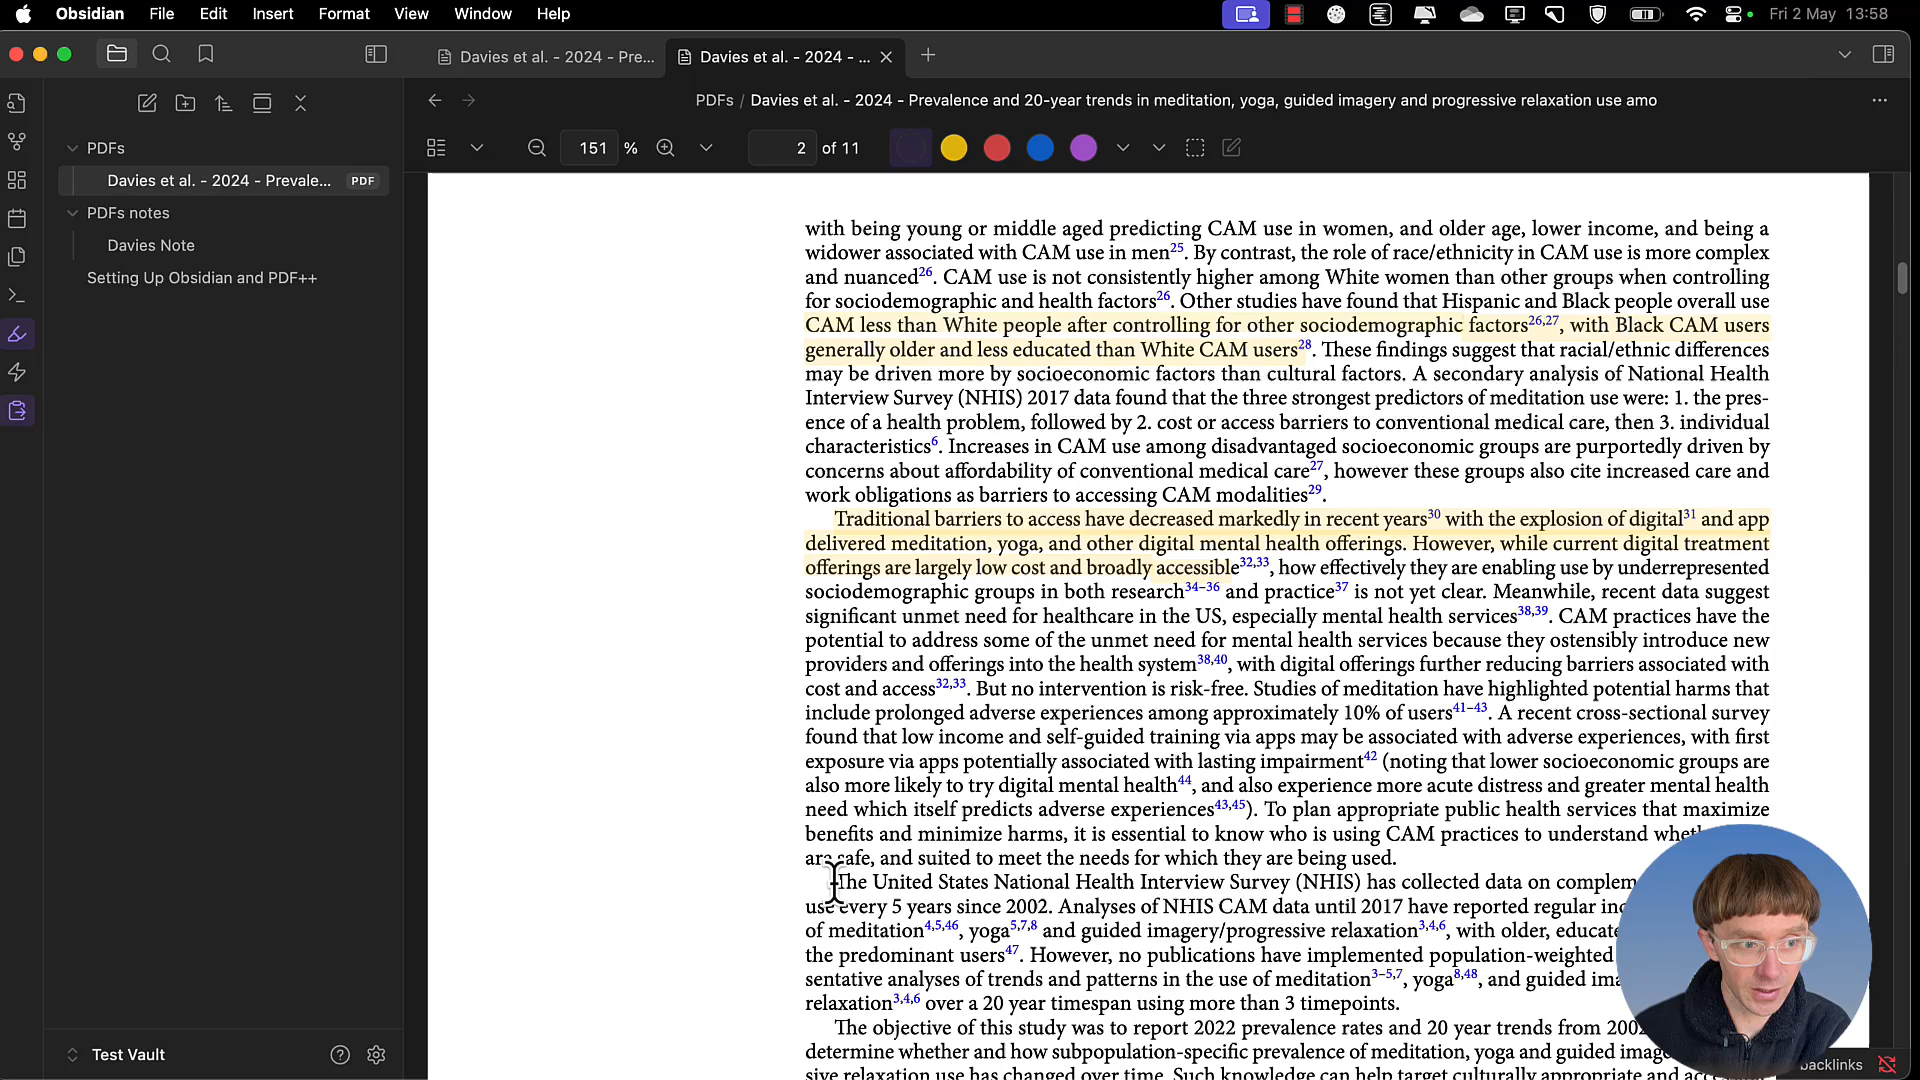 Obsidian File Edit Insert Format View Window Help Fri 2 May 13:58
Davies et al. - 2024 - Pre... Davies et al. - 2024 - ...
PDFs / Davies et al. - 2024 - Prevalence and 20-year trends in meditation, yoga, guided imagery and progressive relaxation use amo
151 % 2 of 11
PDFs
Davies et al. - 2024 - Prevale... PDF
PDFs notes
Davies Note
Setting Up Obsidian and PDF++
with being young or middle aged predicting CAM use in women, and older age, lower income, and being a
widower associated with CAM use in men25. By contrast, the role of race/ethnicity in CAM use is more complex
and nuanced26. CAM use is not consistently higher among White women than other groups when controlling
for sociodemographic and health factors26. Other studies have found that Hispanic and Black people overall use
CAM less than White people after controlling for other sociodemographic factors26,27, with Black CAM users
generally older and less educated than White CAM users28. These findings suggest that racial/ethnic differences
may be driven more by socioeconomic factors than cultural factors. A secondary analysis of National Health
Interview Survey (NHIS) 2017 data found that the three strongest predictors of meditation use were: 1. the pres-
ence of a health problem, followed by 2. cost or access barriers to conventional medical care, then 3. individual
characteristics6. Increases in CAM use among disadvantaged socioeconomic groups are purportedly driven by
concerns about affordability of conventional medical care27, however these groups also cite increased care and
work obligations as barriers to accessing CAM modalities29.
Traditional barriers to access have decreased markedly in recent years30 with the explosion of digital31 and app
delivered meditation, yoga, and other digital mental health offerings. However, while current digital treatment
offerings are largely low cost and broadly accessible32,33, how effectively they are enabling use by underrepresented
sociodemographic groups in both research34–36 and practice37 is not yet clear. Meanwhile, recent data suggest
significant unmet need for healthcare in the US, especially mental health services38,39. CAM practices have the
potential to address some of the unmet need for mental health services because they ostensibly introduce new
providers and offerings into the health system38,40, with digital offerings further reducing barriers associated with
cost and access32,33. But no intervention is risk-free. Studies of meditation have highlighted potential harms that
include prolonged adverse experiences among approximately 10% of users41–43. A recent cross-sectional survey
found that low income and self-guided training via apps may be associated with adverse experiences, with first
exposure via apps potentially associated with lasting impairment42 (noting that lower socioeconomic groups are
also more likely to try digital mental health44, and also experience more acute distress and greater mental health
need which itself predicts adverse experiences43,45). To plan appropriate public health services that maximize
benefits and minimize harms, it is essential to know who is using CAM practices to understand
safe, and suited to meet the needs for which they are being used.
The United States National Health Interview Survey (NHIS) has collected data on
use every 5 years since 2002. Analyses of NHIS CAM data until 2017 have reported regular
of meditation4,5,46, yoga5,7,8 and guided imagery/progressive relaxation3,4,6, with older,
the predominant users47. However, no publications have implemented population-weighted
sentative analyses of trends and patterns in the use of meditation3–5,7, yoga8,48, and guided
relaxation3,4,6 over a 20 year timespan using more than 3 timepoints.
The objective of this study was to report 2022 prevalence rates and 20 year trends from
determine whether and how subpopulation-specific prevalence of meditation, yoga and guided
sive relaxation use has changed over time. Such knowledge can help target culturally appropriate and
Test Vault
backlinks